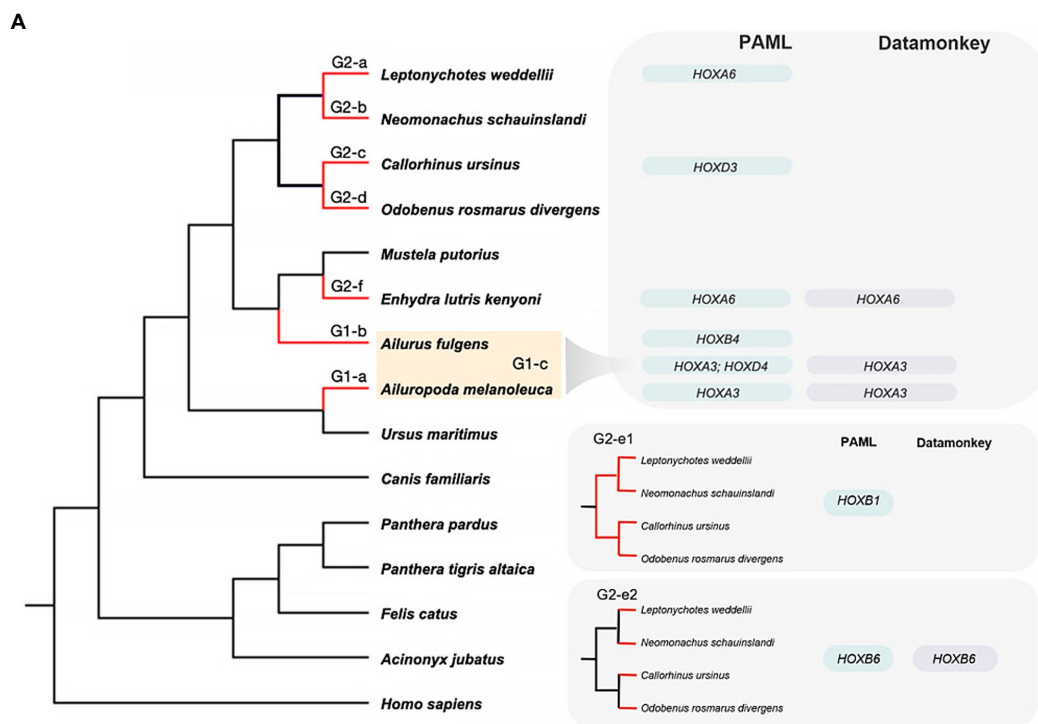 A
PAML Datamonkey
G2-a Leptonychotes weddellii HOXA6
G2-b Neomonachus schauinslandi
G2-c Callorhinus ursinus HOXD3
G2-d Odobenus rosmarus divergens
Mustela putorius
G2-f Enhydra lutris kenyoni HOXA6 HOXA6
G1-b Ailurus fulgens HOXB4
G1-c HOXA3; HOXD4 HOXA3
G1-a Ailuropoda melanoleuca HOXA3 HOXA3
Ursus maritimus
Canis familiaris
Panthera pardus
Panthera tigris altaica
Felis catus
Acinonyx jubatus
Homo sapiens
G2-e1 PAML Datamonkey
Leptonychotes weddellii
Neomonachus schauinslandi HOXB1
Callorhinus ursinus
Odobenus rosmarus divergens
G2-e2
Leptonychotes weddellii
Neomonachus schauinslandi HOXB6 HOXB6
Callorhinus ursinus
Odobenus rosmarus divergens